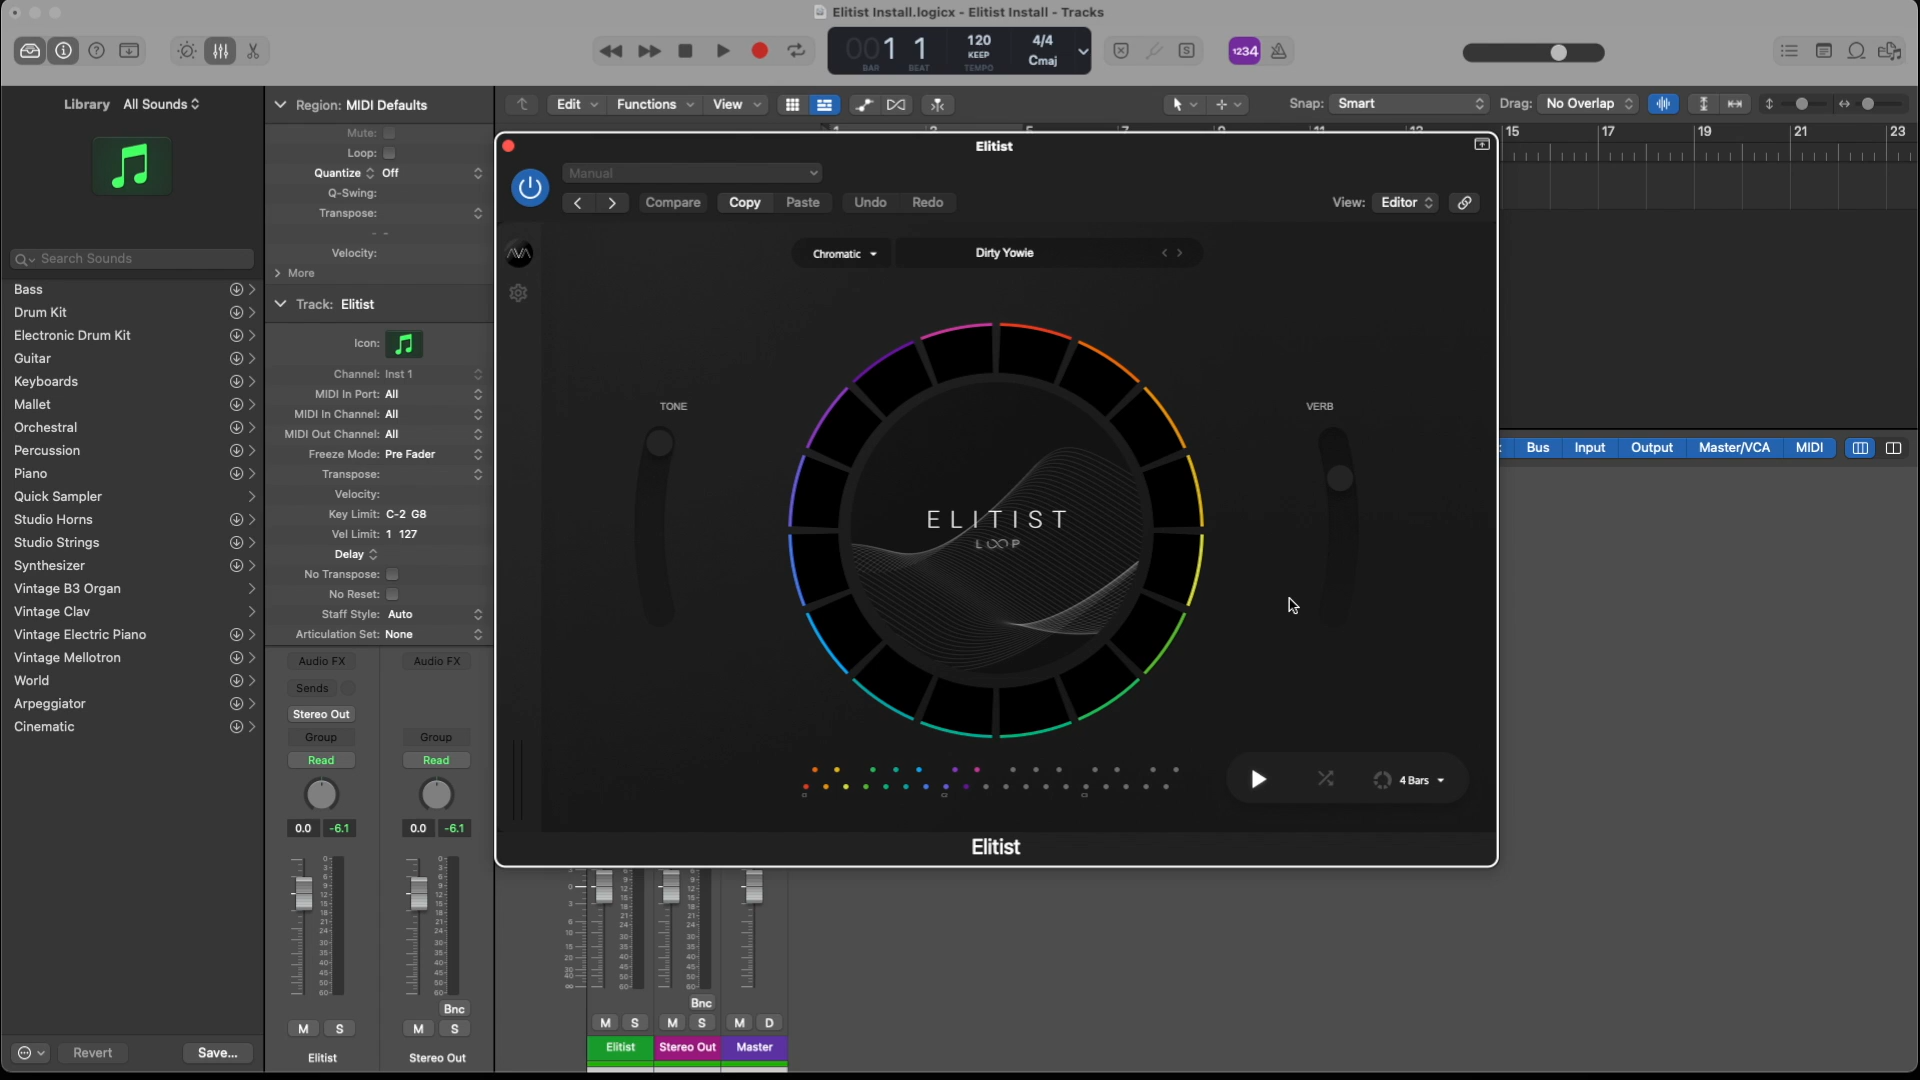 Elitist Install.logicx - Elitist Install - Tracks
001 1
BAR BEAT
120
KEEP
TEMPO
4/4
Cmaj
S
1234
Library All Sounds
Search Sounds
Bass
Drum Kit
Electronic Drum Kit
Guitar
Keyboards
Mallet
Orchestral
Percussion
Piano
Quick Sampler
Studio Horns
Studio Strings
Synthesizer
Vintage B3 Organ
Vintage Clav
Vintage Electric Piano
Vintage Mellotron
World
Arpeggiator
Cinematic
Revert Save...
Region: MIDI Defaults
Mute:
Loop:
Quantize Off
Q-Swing:
Transpose:
- -
Velocity:
More
Track: Elitist
Icon:
Channel: Inst 1
MIDI In Port: All
MIDI In Channel: All
MIDI Out Channel: All
Freeze Mode: Pre Fader
Transpose:
Velocity:
Key Limit: C-2 G8
Vel Limit: 1 127
Delay
No Transpose:
No Reset:
Staff Style: Auto
Articulation Set: None
Audio FX Audio FX
Sends
Stereo Out
Group Group
Read Read
0.0 -6.1 0.0 -6.1
Bnc
M S M S
Elitist Stereo Out
Edit Functions View
Snap: Smart Drag: No Overlap
15 17 19 21 23
Elitist
Manual
Compare Copy Paste Undo Redo
View: Editor
Chromatic Dirty Yowie
TONE VERB
ELITIST
LOOP
4 Bars
Elitist
Bus Input Output Master/VCA MIDI
Bnc
M S M S M D
Elitist Stereo Out Master